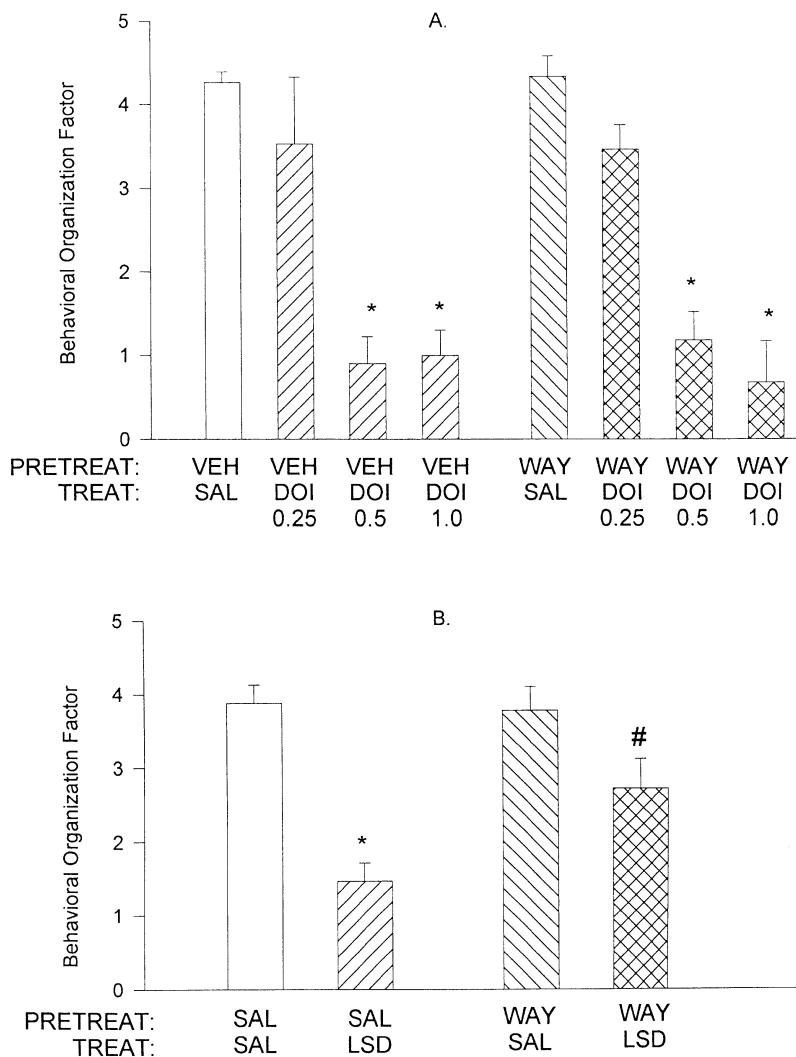 A.
5
4
3
2
1
0
Behavioral Organization Factor
* * * *
PRETREAT: VEH VEH VEH VEH WAY WAY WAY WAY
TREAT: SAL DOI DOI DOI SAL DOI DOI DOI
0.25 0.5 1.0 0.25 0.5 1.0
B.
5
4
3
2
1
0
Behavioral Organization Factor
* #
PRETREAT: SAL SAL WAY WAY
TREAT: SAL LSD SAL LSD